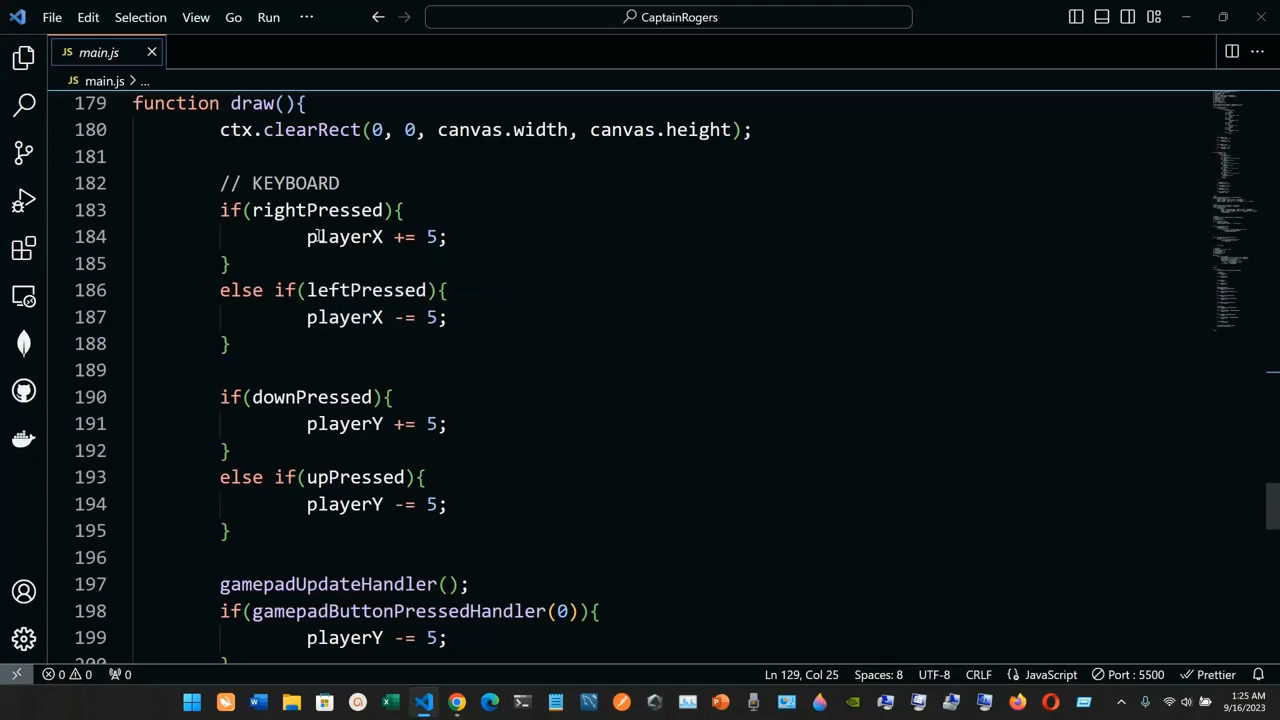 File Edit Selection View Go Run ··· CaptainRogers
JS main.js
JS main.js > ...
179 function draw(){
180 ctx.clearRect(0, 0, canvas.width, canvas.height);
181
182 // KEYBOARD
183 if(rightPressed){
184 playerX += 5;
185 }
186 else if(leftPressed){
187 playerX -= 5;
188 }
189
190 if(downPressed){
191 playerY += 5;
192 }
193 else if(upPressed){
194 playerY -= 5;
195 }
196
197 gamepadUpdateHandler();
198 if(gamepadButtonPressedHandler(0)){
199 playerY -= 5;
200 }
0 0 0 Ln 129, Col 25 Spaces: 8 UTF-8 CRLF {} JavaScript Port : 5500 Prettier
1:25 AM
9/16/2023